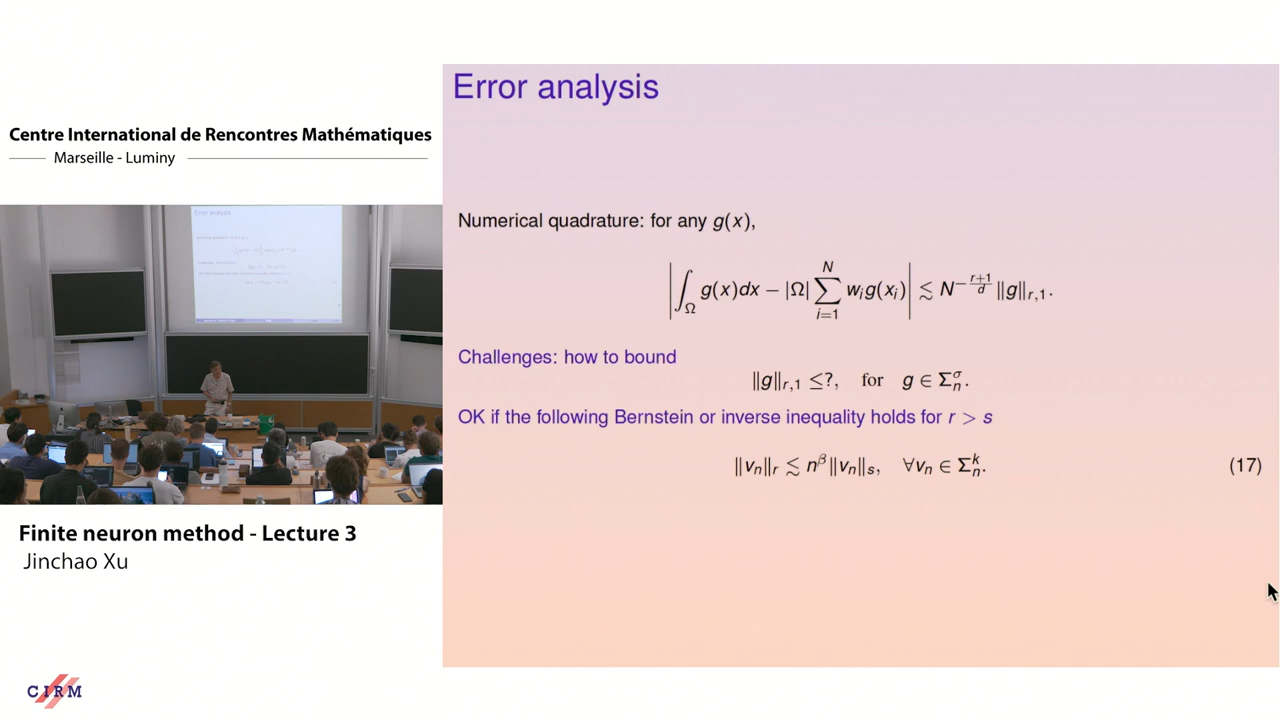 Centre International de Rencontres Mathématiques
Marseille - Luminy
Error analysis
Numerical quadrature: for any g(x),
|∫_Ω g(x)dx − |Ω| ∑_{i=1}^{N} w_i g(x_i)| ≲ N^{−\frac{r+1}{d}} ‖g‖_{r,1}.
Challenges: how to bound
‖g‖_{r,1} ≤?, for g ∈ Σ_n^σ.
OK if the following Bernstein or inverse inequality holds for r > s
‖v_n‖_r ≲ n^β ‖v_n‖_s, ∀v_n ∈ Σ_n^k. (17)
Finite neuron method - Lecture 3
Jinchao Xu
CIRM